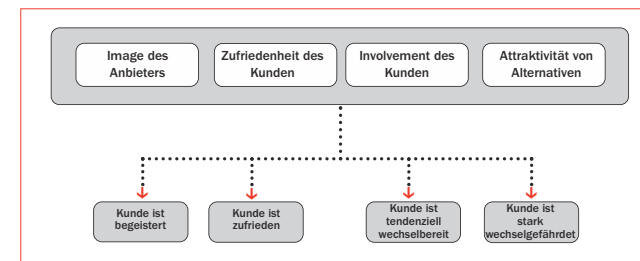 Image des
Anbieters
Zufriedenheit des
Kunden
Involvement des
Kunden
Attraktivität von
Alternativen
Kunde ist
begeistert
Kunde ist
zufrieden
Kunde ist
tendenziell
wechselbereit
Kunde ist
stark
wechselgefährdet